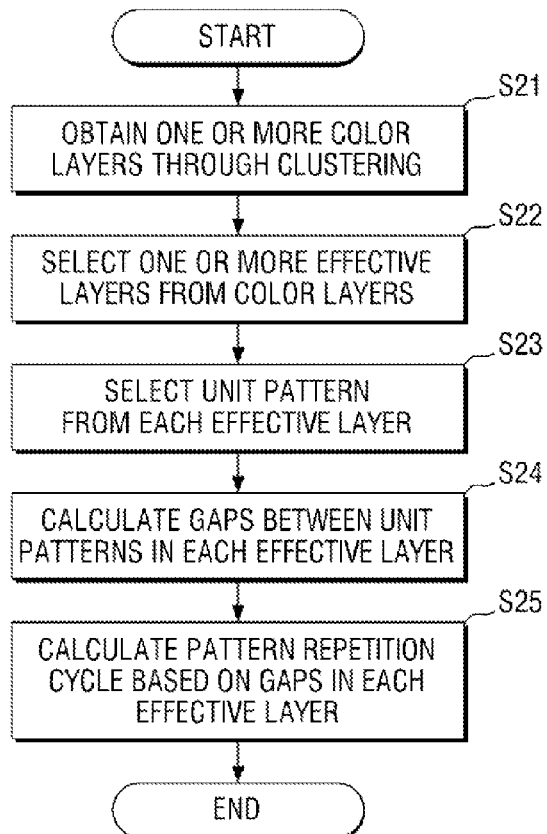 START
S21
OBTAIN ONE OR MORE COLOR
LAYERS THROUGH CLUSTERING
S22
SELECT ONE OR MORE EFFECTIVE
LAYERS FROM COLOR LAYERS
S23
SELECT UNIT PATTERN
FROM EACH EFFECTIVE LAYER
S24
CALCULATE GAPS BETWEEN UNIT
PATTERNS IN EACH EFFECTIVE LAYER
S25
CALCULATE PATTERN REPETITION
CYCLE BASED ON GAPS IN EACH
EFFECTIVE LAYER
END